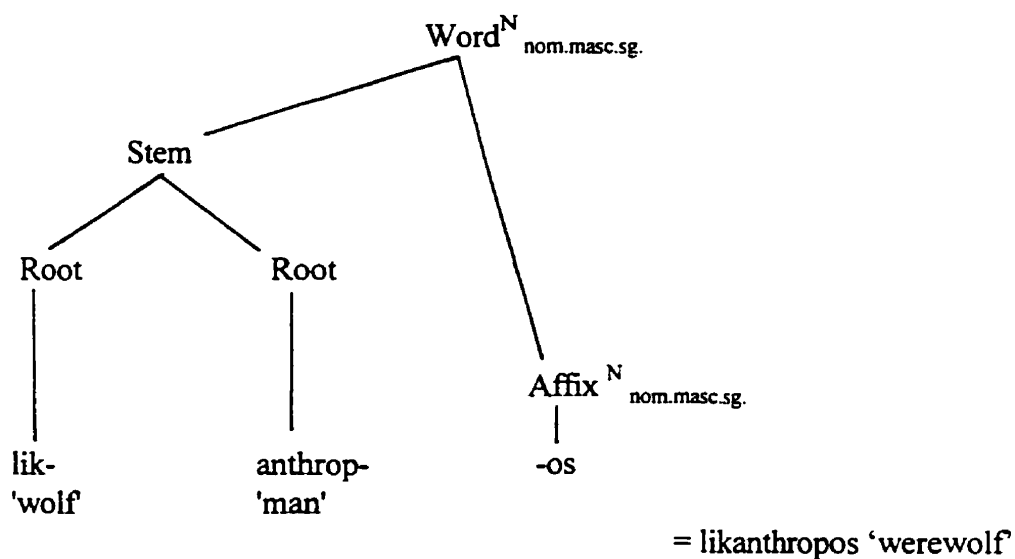 Word^N nom.masc.sg.
Stem
Root Root
Affix ^N nom.masc.sg.
lik- anthrop- -os
'wolf' 'man'
= likanthropos ‘werewolf’